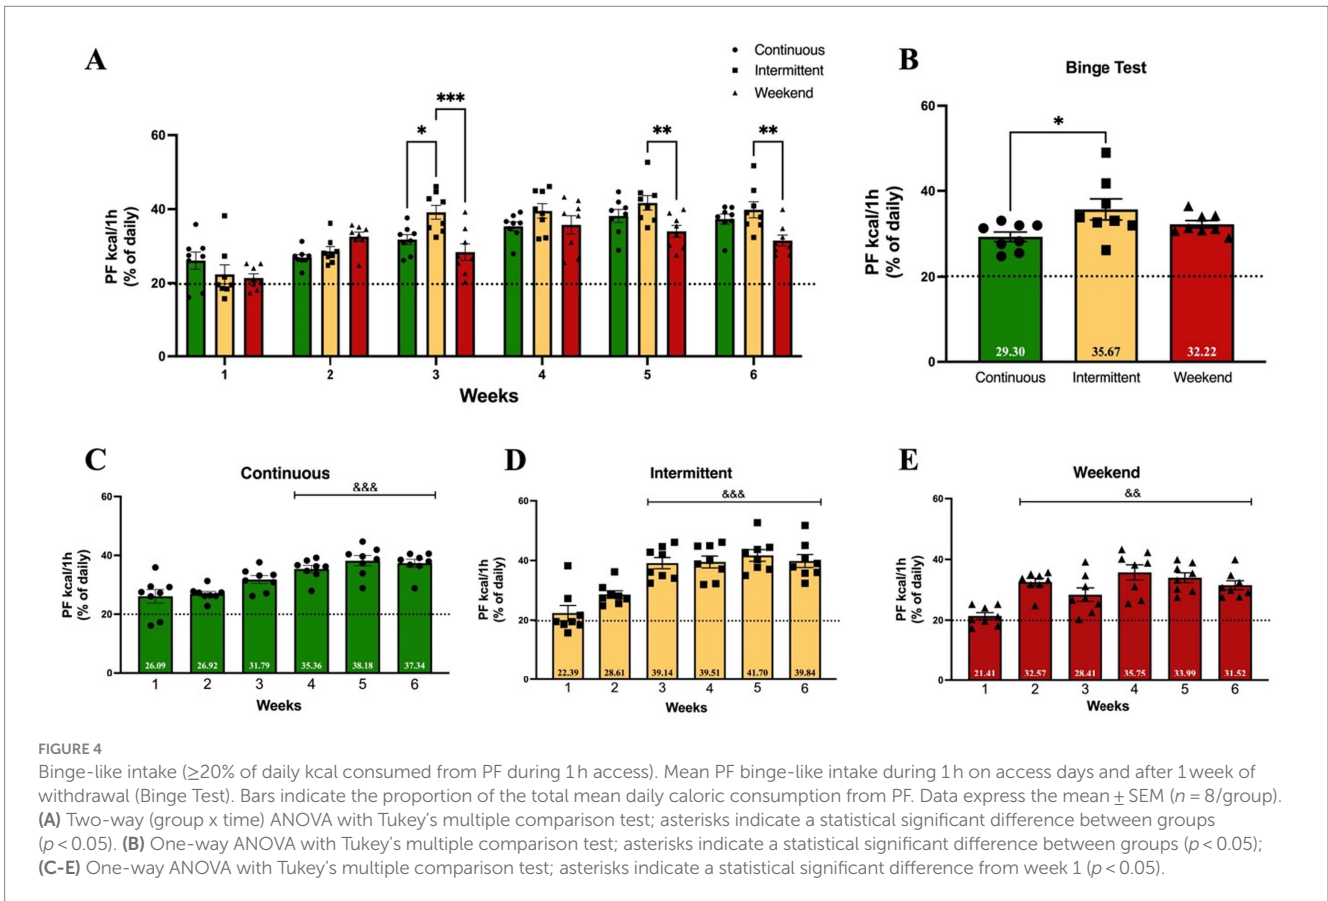 A
● Continuous
■ Intermittent
▲ Weekend
PF kcal/1h
(% of daily)
60
40
20
0
* *** ** **
1 2 3 4 5 6
Weeks
B
Binge Test
PF kcal/1h
(% of daily)
60
40
20
0
*
29.30 35.67 32.22
Continuous Intermittent Weekend
C
Continuous
&&&
PF kcal/1h
(% of daily)
60
40
20
0
26.09 26.92 31.79 35.36 38.18 37.34
1 2 3 4 5 6
Weeks
D
Intermittent
&&&
PF kcal/1h
(% of daily)
60
40
20
0
22.39 28.61 39.14 39.51 41.70 39.84
1 2 3 4 5 6
Weeks
E
Weekend
&&
PF kcal/1h
(% of daily)
60
40
20
0
21.41 32.57 28.41 35.75 33.99 31.52
1 2 3 4 5 6
Weeks
FIGURE 4
Binge-like intake (≥20% of daily kcal consumed from PF during 1h access). Mean PF binge-like intake during 1h on access days and after 1week of
withdrawal (Binge Test). Bars indicate the proportion of the total mean daily caloric consumption from PF. Data express the mean ± SEM (n = 8/group).
(A) Two-way (group x time) ANOVA with Tukey's multiple comparison test; asterisks indicate a statistical significant difference between groups
(p < 0.05). (B) One-way ANOVA with Tukey's multiple comparison test; asterisks indicate a statistical significant difference between groups (p < 0.05);
(C-E) One-way ANOVA with Tukey's multiple comparison test; asterisks indicate a statistical significant difference from week 1 (p < 0.05).